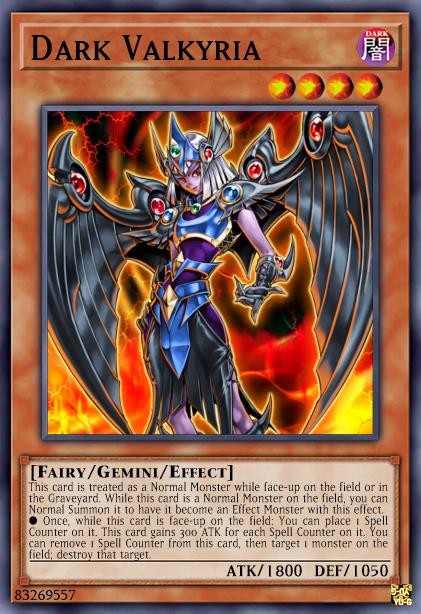 Dark Valkyria
DARK
闇
[Fairy/Gemini/Effect]
This card is treated as a Normal Monster while face-up on the field or in
the Graveyard. While this card is a Normal Monster on the field, you can
Normal Summon it to have it become an Effect Monster with this effect.
● Once, while this card is face-up on the field: You can place 1 Spell
Counter on it. This card gains 300 ATK for each Spell Counter on it. You
can remove 1 Spell Counter from this card, then target 1 monster on the
field; destroy that target.
ATK/1800 DEF/1050
83269557